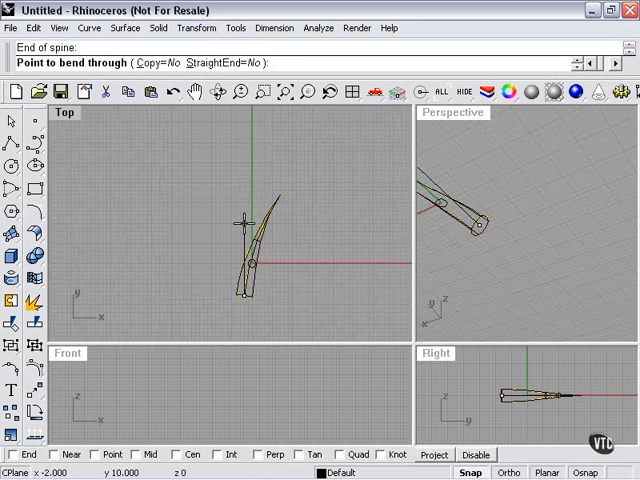 Untitled - Rhinoceros (Not For Resale)
File Edit View Curve Surface Solid Transform Tools Dimension Analyze Render Help
End of spine:
Point to bend through ( Copy=No StraightEnd=No ):
ALL HIDE
Top
Perspective
y
x
z
y
x
Front
Right
z
x
z
y
T
VTC
End Near Point Mid Cen Int Perp Tan Quad Knot Project Disable
CPlane x -2.000 y 10.000 z 0 Default Snap Ortho Planar Osnap